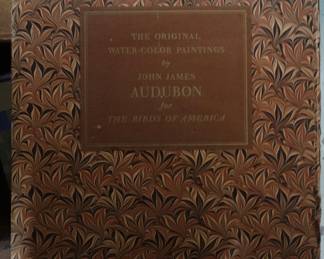 THE ORIGINAL
WATER-COLOR PAINTINGS
by
JOHN JAMES
AUDUBON
for
THE BIRDS OF AMERICA